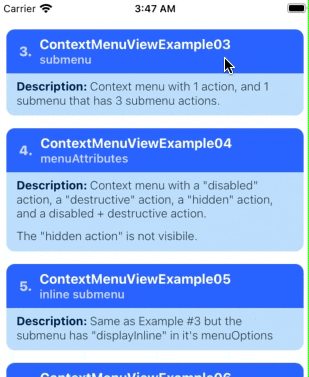 Carrier 3:47 AM
3. ContextMenuViewExample03
submenu
Description: Context menu with 1 action, and 1
submenu that has 3 submenu actions.
4. ContextMenuViewExample04
menuAttributes
Description: Context menu with a "disabled"
action, a "destructive" action, a "hidden" action,
and a disabled + destructive action.
The "hidden action" is not visibile.
5. ContextMenuViewExample05
inline submenu
Description: Same as Example #3 but the
submenu has "displayInline" in it's menuOptions
ContextMenuViewExample06